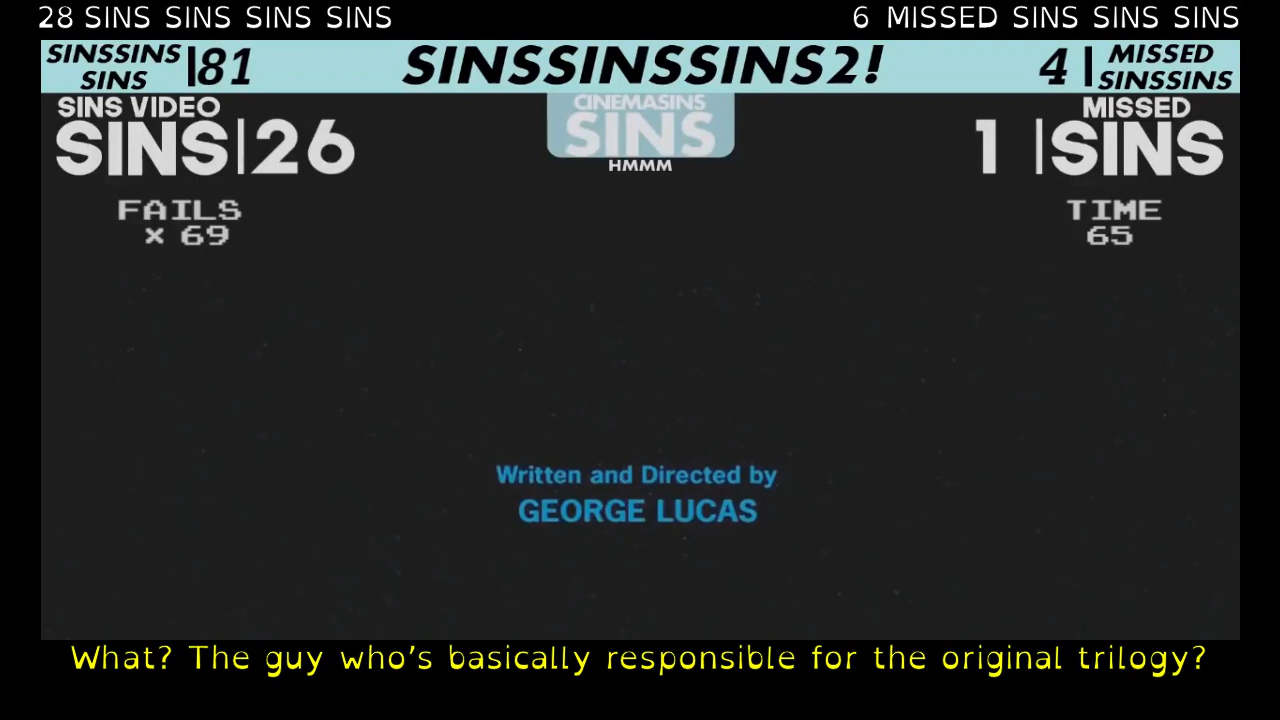 28 SINS SINS SINS SINS
6 MISSED SINS SINS SINS
SINSSINS
SINS
|81
SINSSINSSINS2!
4 |
MISSED
SINSSINS
SINS VIDEO
SINS|26
CINEMASINS
SINS
HMMM
MISSED
1 |SINS
FAILS
× 69
TIME
65
Written and Directed by
GEORGE LUCAS
What? The guy who's basically responsible for the original trilogy?